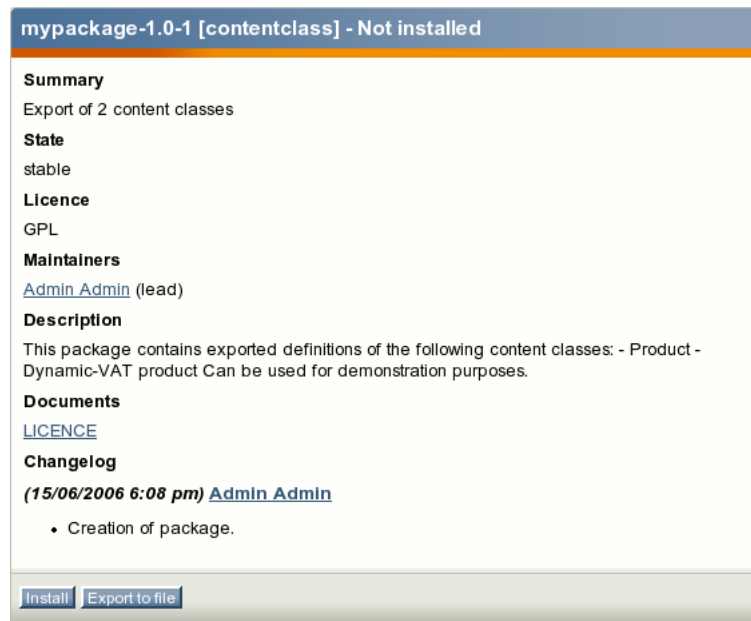 mypackage-1.0-1 [contentclass] - Not installed
Summary
Export of 2 content classes
State
stable
Licence
GPL
Maintainers
Admin Admin (lead)
Description
This package contains exported definitions of the following content classes: - Product -
Dynamic-VAT product Can be used for demonstration purposes.
Documents
LICENCE
Changelog
(15/06/2006 6:08 pm) Admin Admin
• Creation of package.
Install Export to file